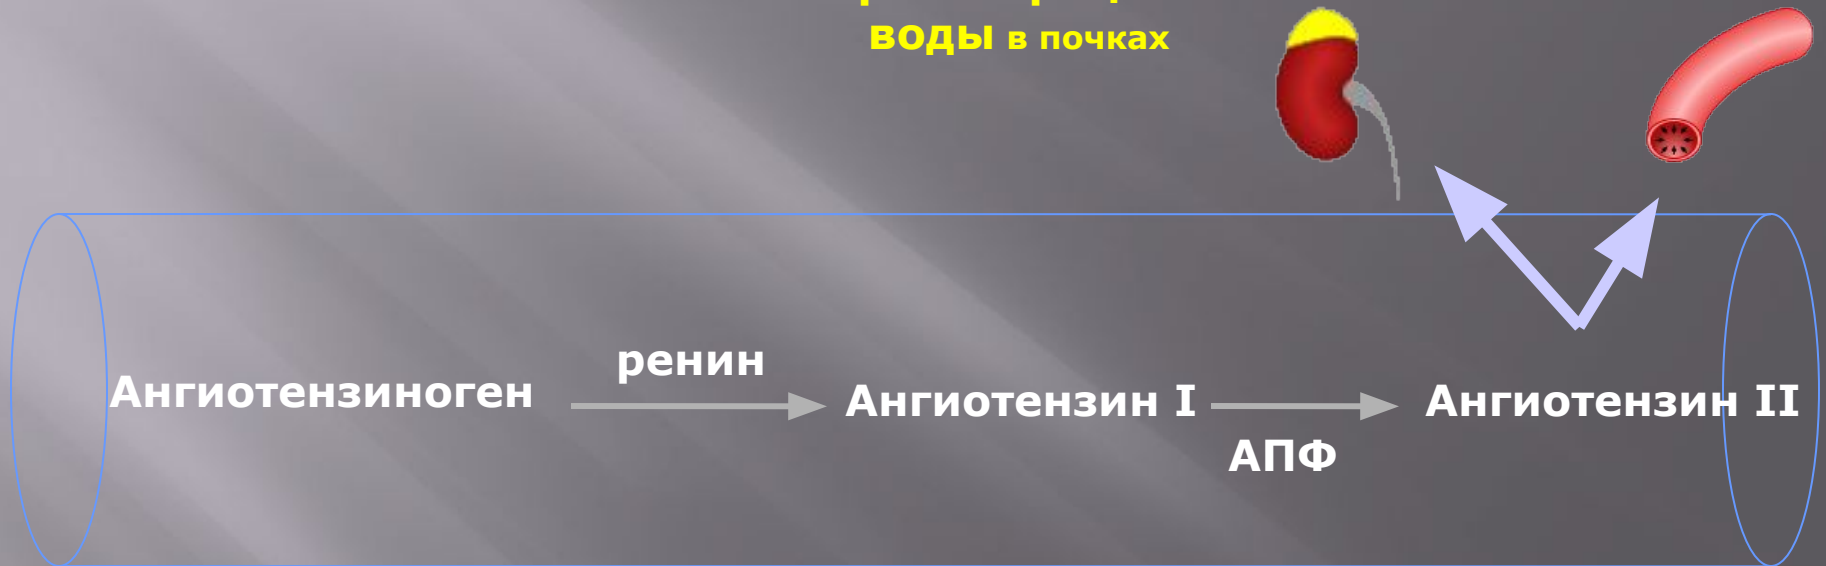 воды в почках
ренин
Ангиотензиноген
Ангиотензин I
Ангиотензин II
АПФ